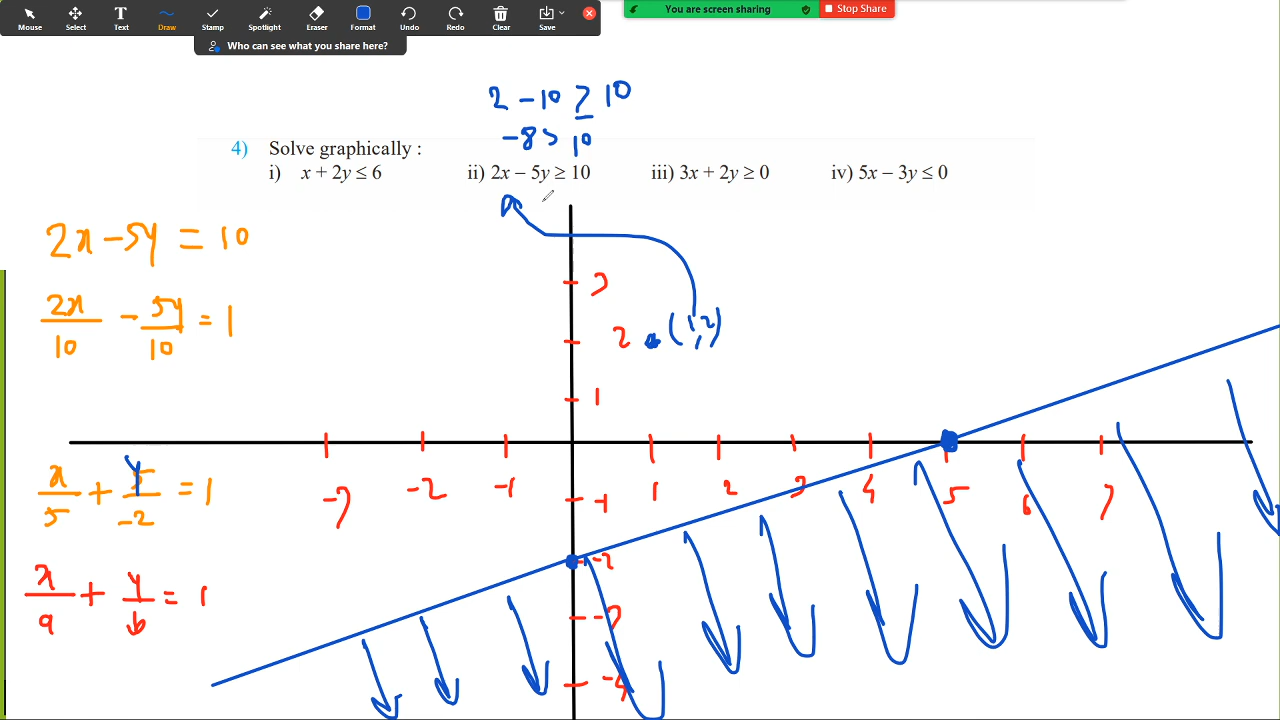 You are screen sharing Stop Share
Mouse Select Text Draw Stamp Spotlight Eraser Format Undo Redo Clear Save
Who can see what you share?
2 - 10 ≥ 10
-8 > 10
4) Solve graphically :
i) x + 2y ≤ 6 ii) 2x − 5y ≥ 10 iii) 3x + 2y ≥ 0 iv) 5x − 3y ≤ 0
2x - 5y = 10
2x/10 - 5y/10 = 1
x/5 + y/-2 = 1
x/a + y/b = 1
3
2 (1,2)
1
-3 -2 -1 1 2 3 4 5 6 7
-1
-2
-3
-4